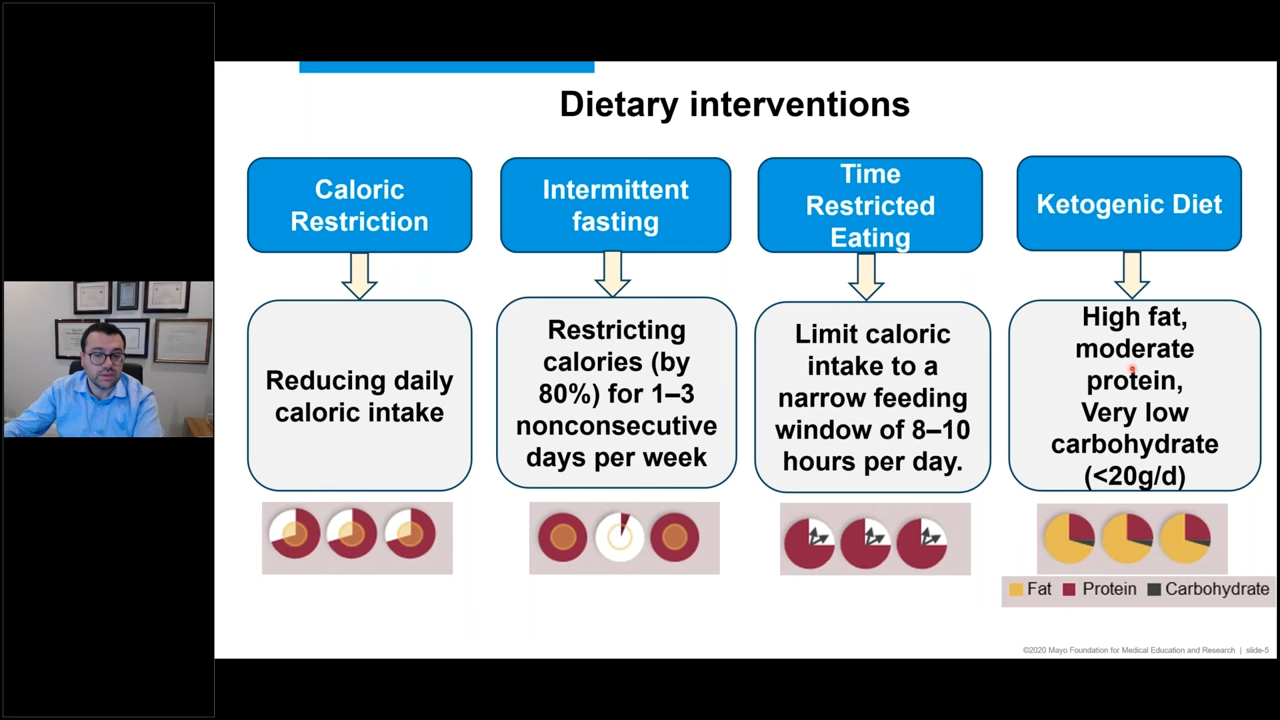 Dietary interventions
Caloric
Restriction
Intermittent
fasting
Time
Restricted
Eating
Ketogenic Diet
Reducing daily
caloric intake
Restricting
calories (by
80%) for 1–3
nonconsecutive
days per week
Limit caloric
intake to a
narrow feeding
window of 8–10
hours per day.
High fat,
moderate
protein,
Very low
carbohydrate
(<20g/d)
Fat Protein Carbohydrate
©2020 Mayo Foundation for Medical Education and Research | slide-5